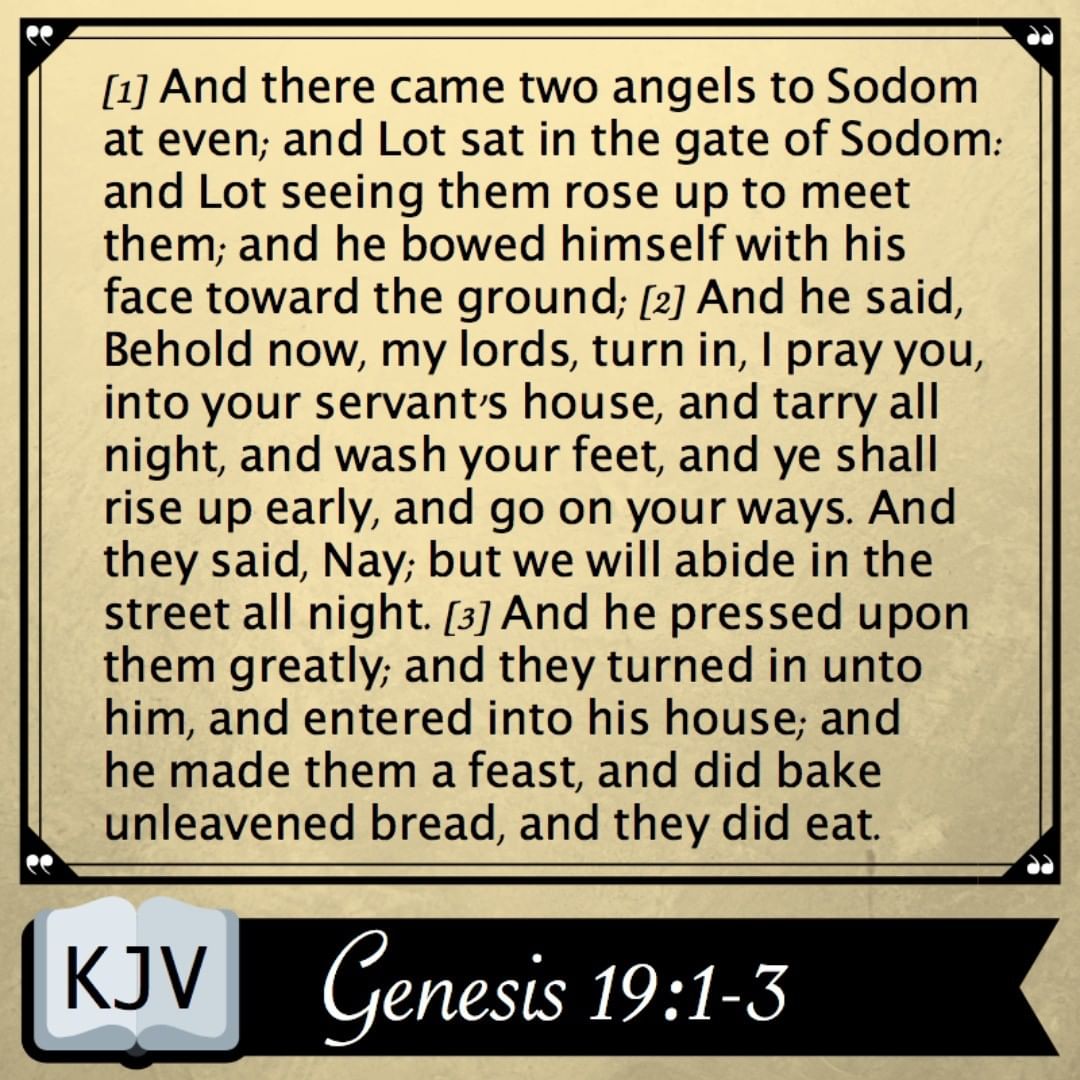 [1] And there came two angels to Sodom
at even; and Lot sat in the gate of Sodom:
and Lot seeing them rose up to meet
them; and he bowed himself with his
face toward the ground; [2] And he said,
Behold now, my lords, turn in, I pray you,
into your servant's house, and tarry all
night, and wash your feet, and ye shall
rise up early, and go on your ways. And
they said, Nay; but we will abide in the
street all night. [3] And he pressed upon
them greatly; and they turned in unto
him, and entered into his house; and
he made them a feast, and did bake
unleavened bread, and they did eat.
KJV
Genesis 19:1-3